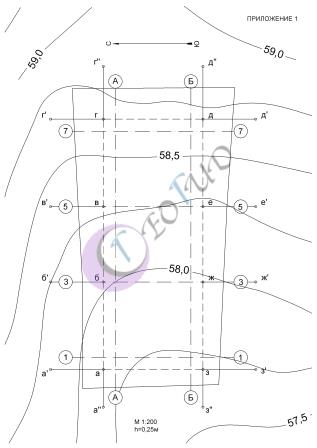 ПРИЛОЖЕНИЕ 1
С Ю
59,0
59,0
г" д"
А Б
г' г д д'
7 7
58,5
ГЕОГИD
в' в е е'
5 5
58,0
б' б ж ж'
3 3
1 1
а' а з з'
А Б
а" з"
М 1:200
h=0,25м
57,5